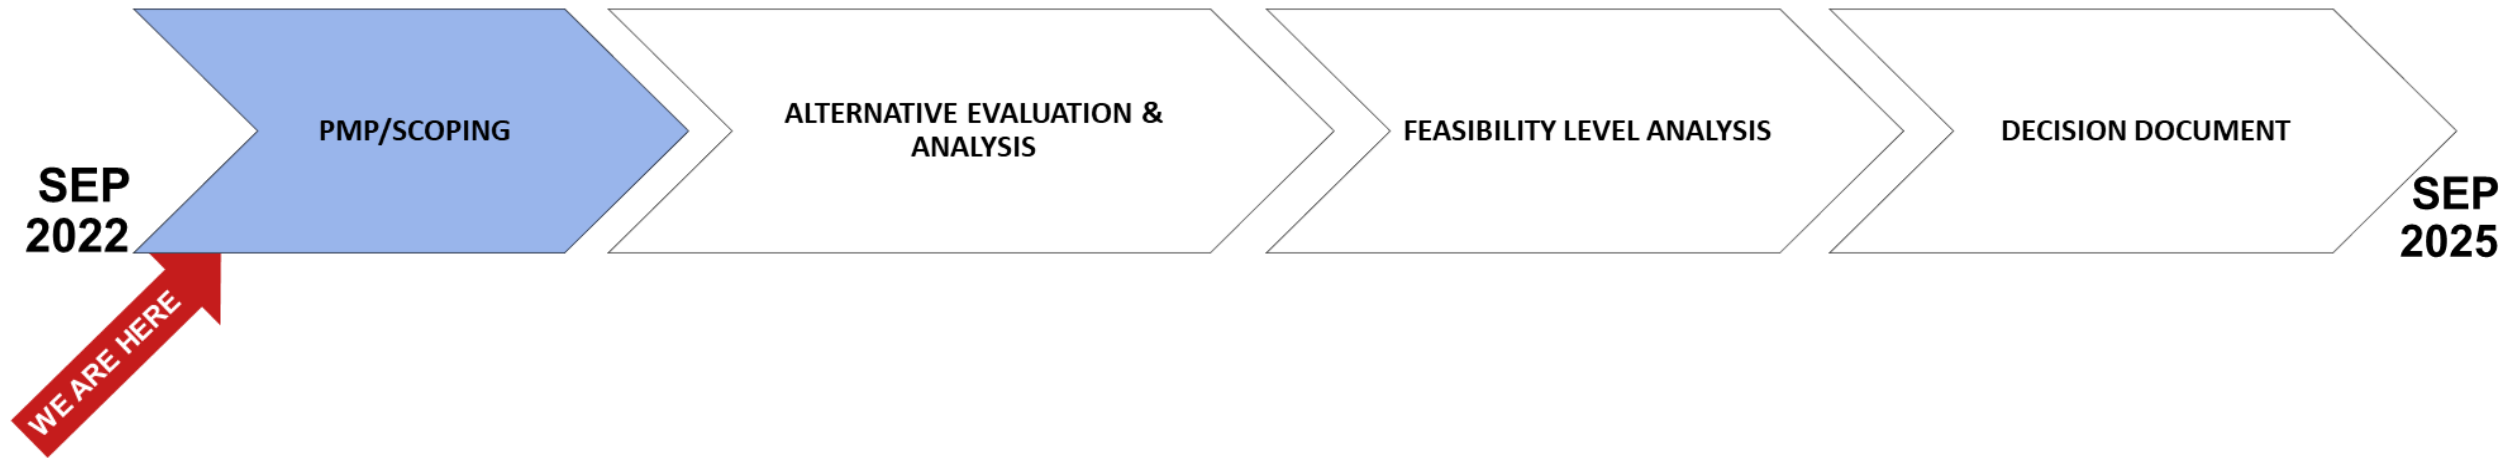 SEP
2022
WE ARE HERE
PMP/SCOPING
ALTERNATIVE EVALUATION &
ANALYSIS
FEASIBILITY LEVEL ANALYSIS
DECISION DOCUMENT
SEP
2025